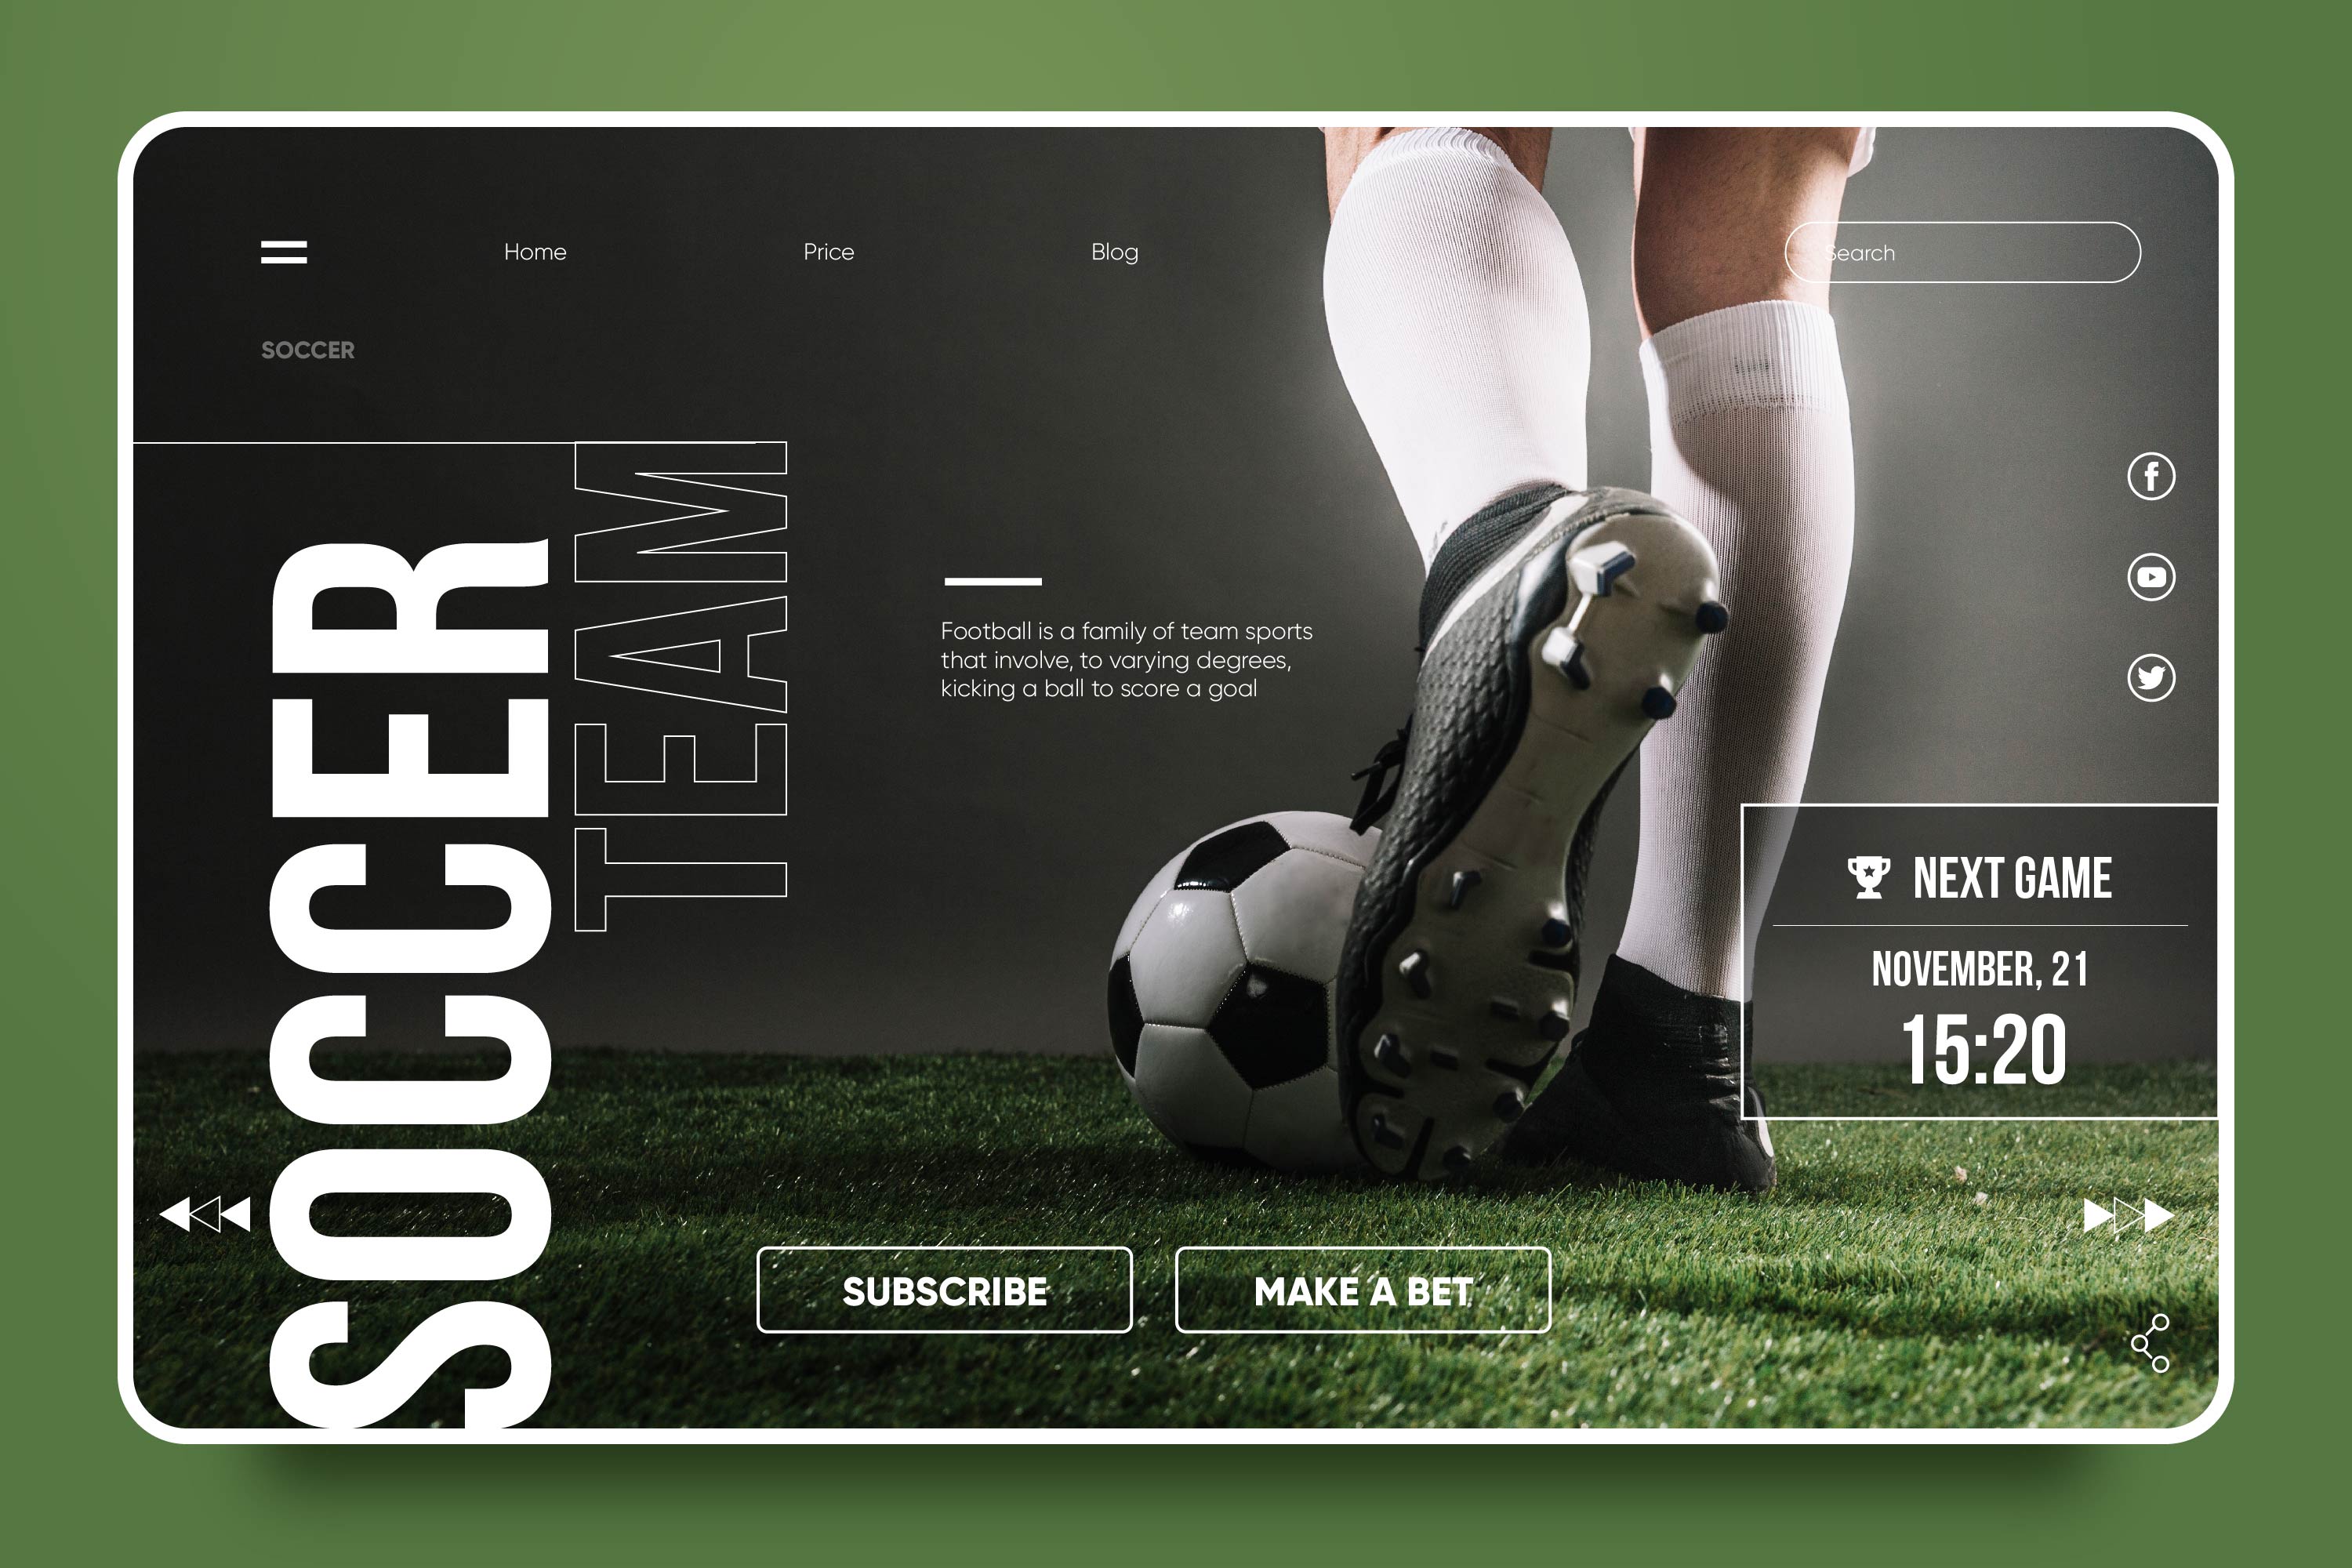 Home
Price
Blog
Search
SOCCER
SOCCER
TEAM
Football is a family of team sports
that involve, to varying degrees,
kicking a ball to score a goal
NEXT GAME
NOVEMBER, 21
15:20
SUBSCRIBE
MAKE A BET